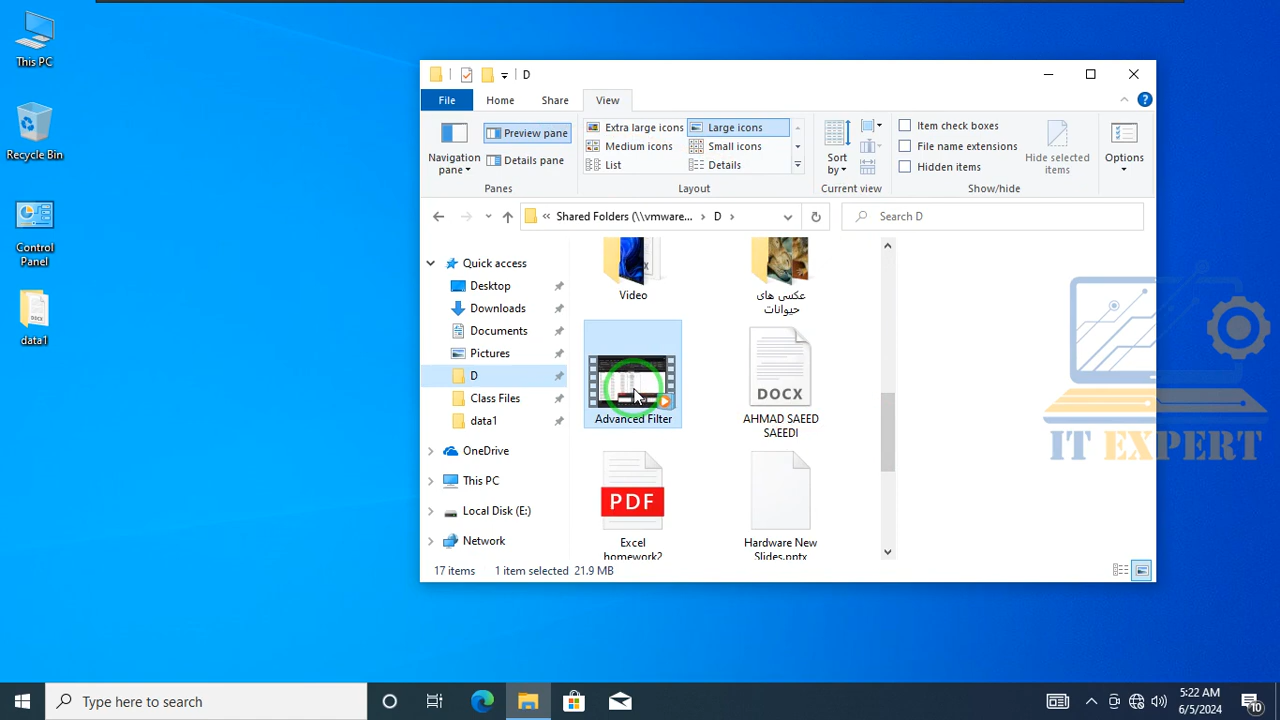 This PC
Recycle Bin
Control
Panel
data1
D
File
Home
Share
View
Navigation
pane
Preview pane
Details pane
Panes
Extra large icons
Large icons
Medium icons
Small icons
List
Details
Layout
Sort
by
Current view
Item check boxes
File name extensions
Hidden items
Hide selected
items
Show/hide
Options
« Shared Folders (\\vmware... > D >
Search D
Quick access
Desktop
Downloads
Documents
Pictures
D
Class Files
data1
OneDrive
This PC
Local Disk (E:)
Network
Video
عکسی های
حیوانات
Advanced Filter
DOCX
AHMAD SAEED
SAEEDI
PDF
Excel
homework2
Hardware New
Slides.pptx
17 items
1 item selected 21.9 MB
IT EXPERT
Type here to search
5:22 AM
6/5/2024
10